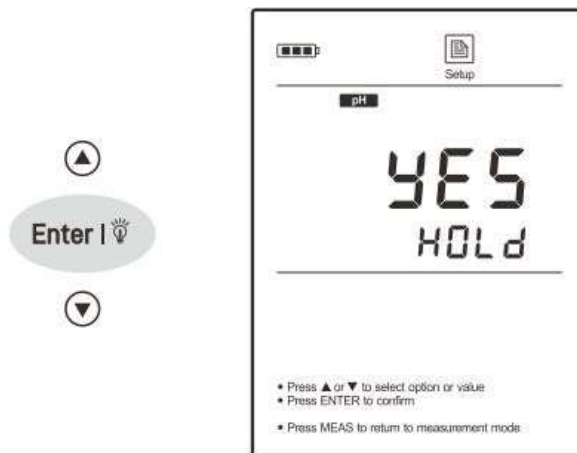 Setup
pH
YES
HOLd
Enter |
• Press ▲ or ▼ to select option or value
• Press ENTER to confirm
• Press MEAS to return to measurement mode